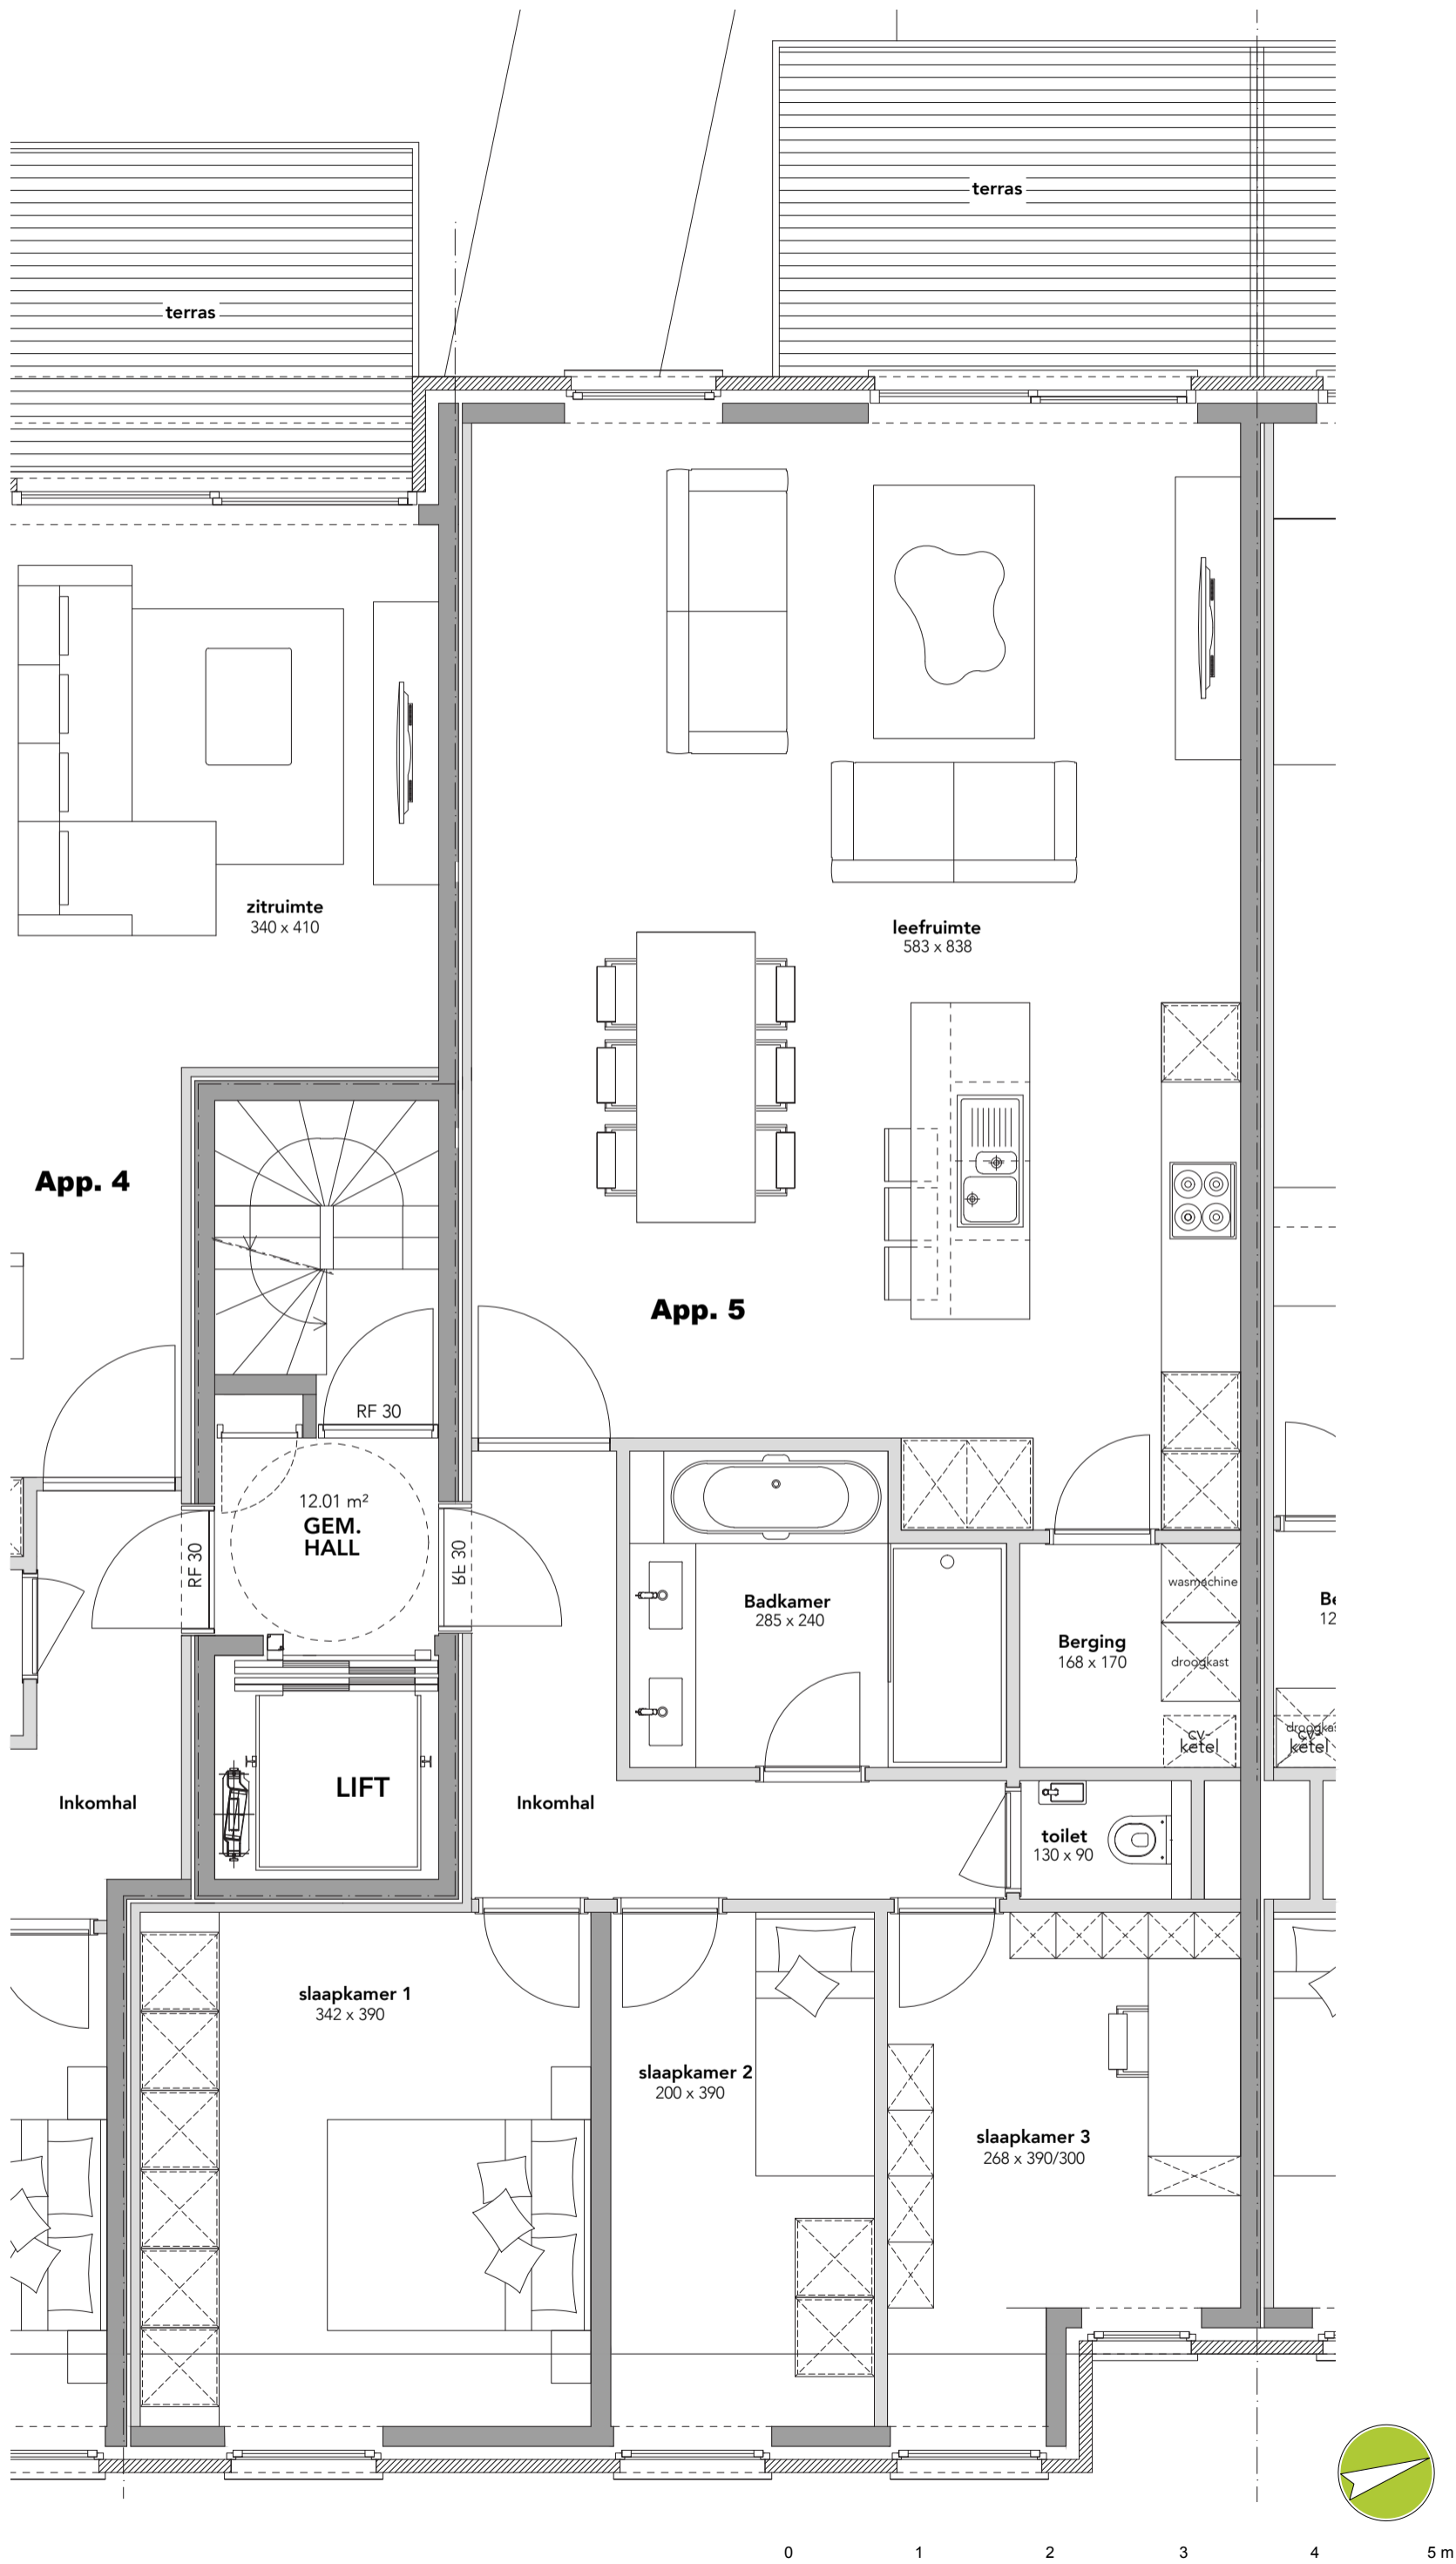 terras
terras
zitruimte
340 x 410
leefruimte
583 x 838
App. 4
App. 5
RF 30
12.01 m²
GEM.
HALL
RF 30
RF 30
wasmachine
Badkamer
285 x 240
Berging
168 x 170
droogkast
cv-
ketel
cv-
ketel
LIFT
Inkomhal
Inkomhal
toilet
130 x 90
slaapkamer 1
342 x 390
slaapkamer 2
200 x 390
slaapkamer 3
268 x 390/300
0 1 2 3 4 5 m